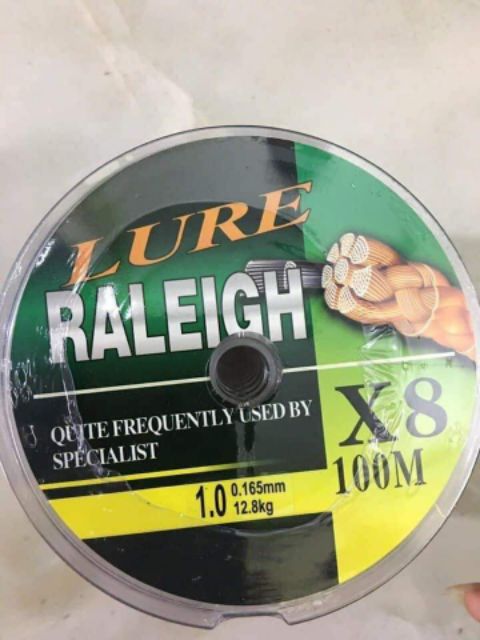 LURE
RALEIGH
QUITE FREQUENTLY USED BY
SPECIALIST
X8
100M
1.0 0.165mm
12.8kg